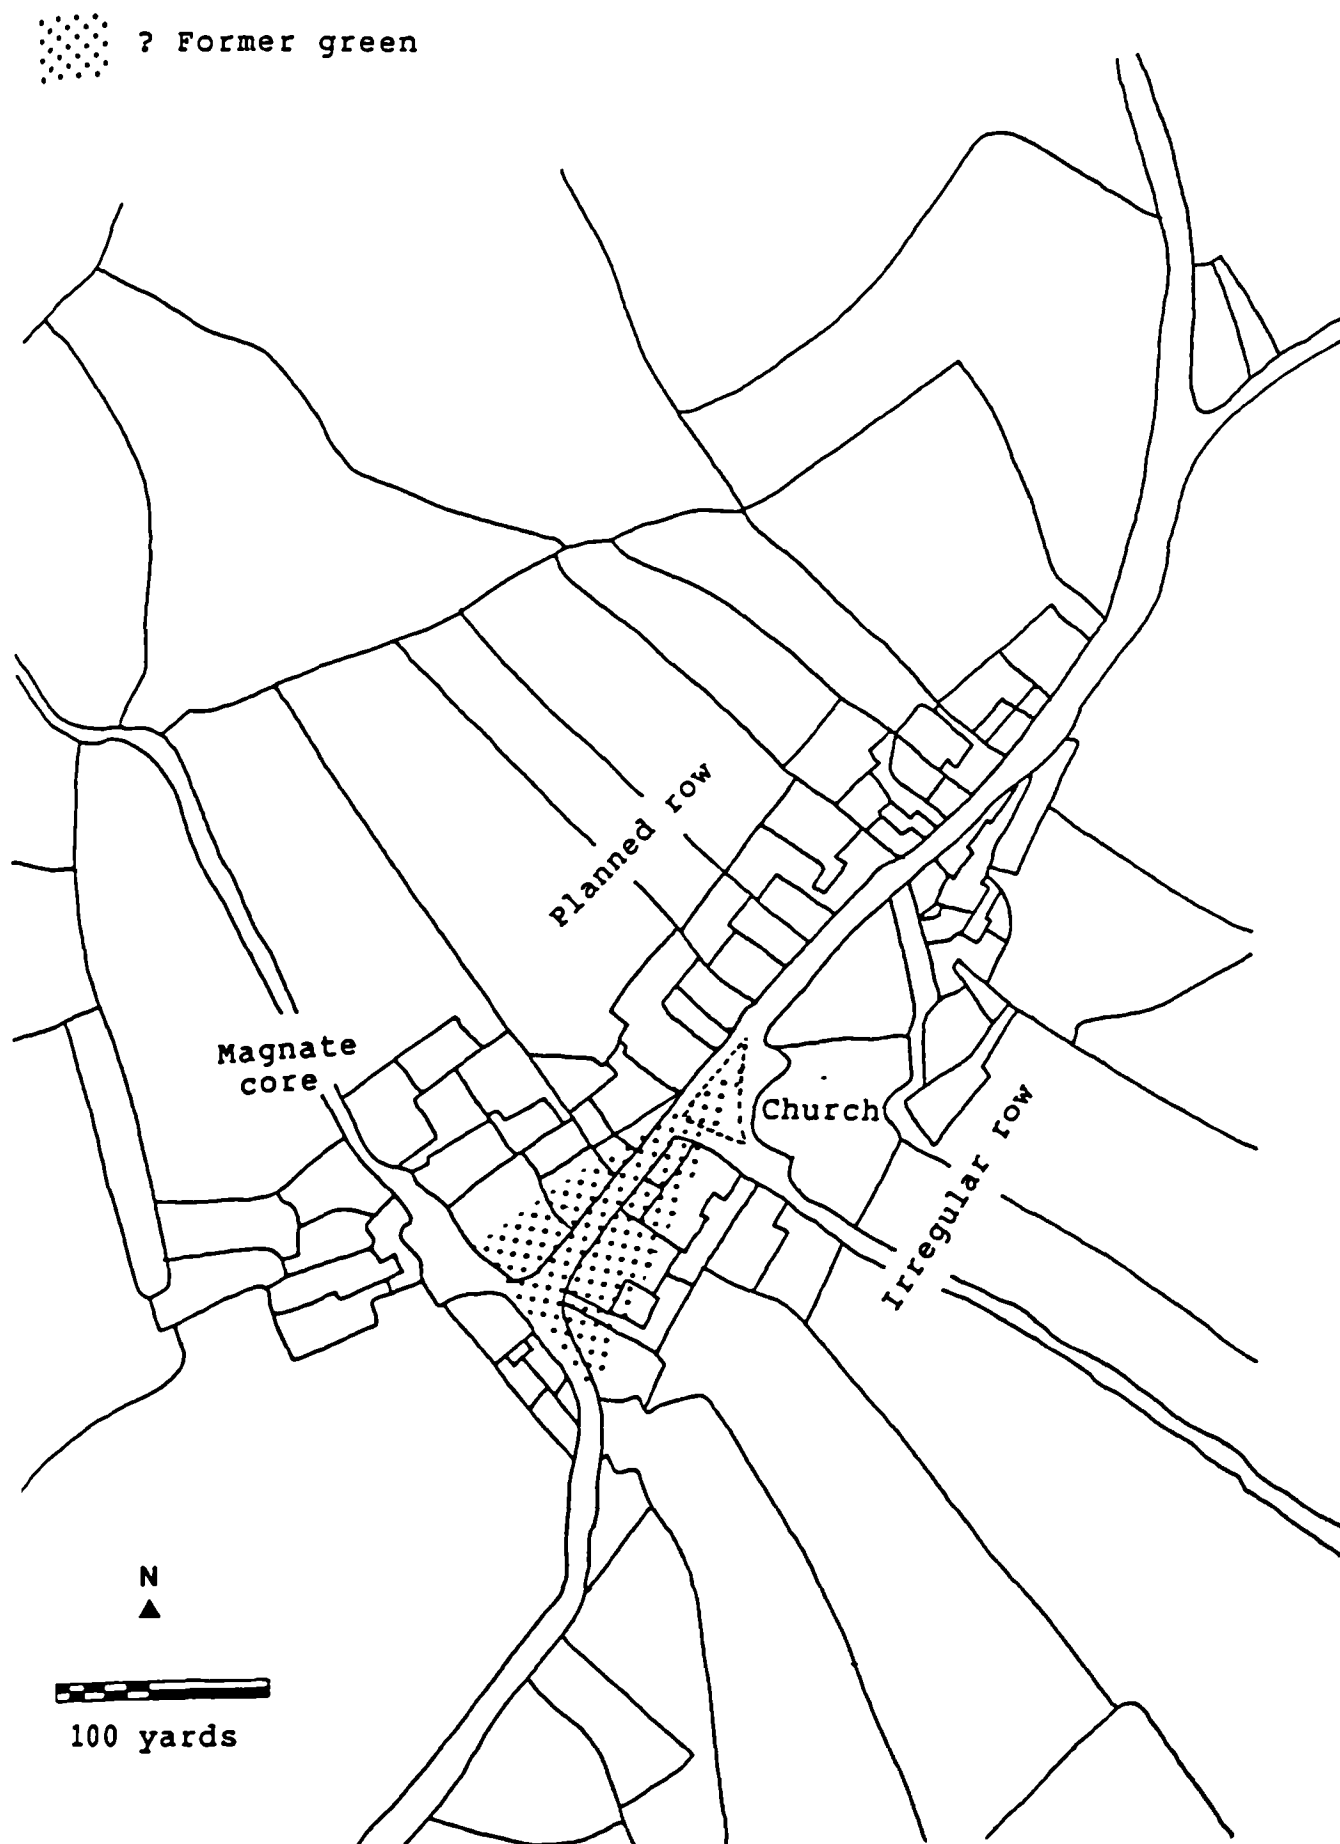 ? Former green
Planned row
Magnate
core
Church
Irregular row
N
100 yards